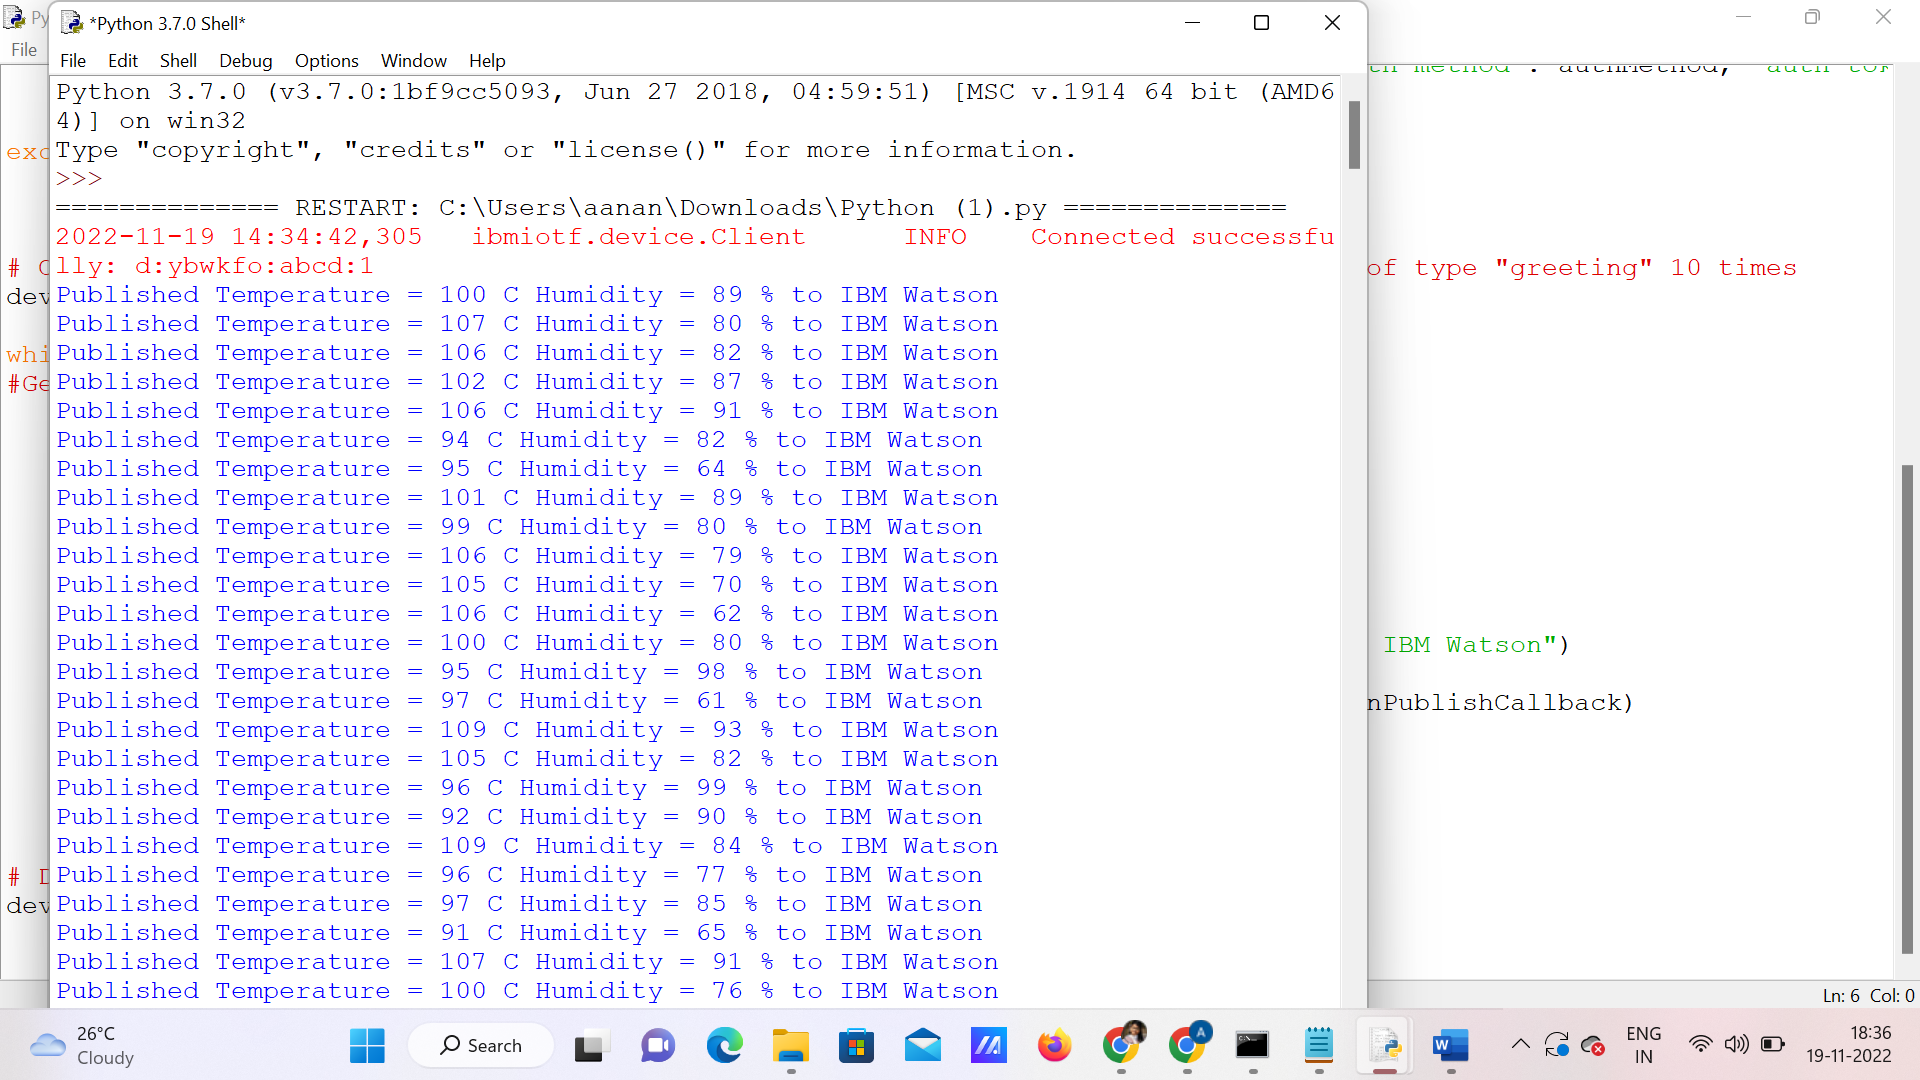 Py
*Python 3.7.0 Shell*
File
File Edit Shell Debug Options Window Help
Python 3.7.0 (v3.7.0:1bf9cc5093, Jun 27 2018, 04:59:51) [MSC v.1914 64 bit (AMD6
4)] on win32
Type "copyright", "credits" or "license()" for more information.
>>>
============== RESTART: C:\Users\aanan\Downloads\Python (1).py ==============
2022-11-19 14:34:42,305   ibmiotf.device.Client      INFO    Connected successfu
lly: d:ybwkfo:abcd:1
Published Temperature = 100 C Humidity = 89 % to IBM Watson
Published Temperature = 107 C Humidity = 80 % to IBM Watson
Published Temperature = 106 C Humidity = 82 % to IBM Watson
Published Temperature = 102 C Humidity = 87 % to IBM Watson
Published Temperature = 106 C Humidity = 91 % to IBM Watson
Published Temperature = 94 C Humidity = 82 % to IBM Watson
Published Temperature = 95 C Humidity = 64 % to IBM Watson
Published Temperature = 101 C Humidity = 89 % to IBM Watson
Published Temperature = 99 C Humidity = 80 % to IBM Watson
Published Temperature = 106 C Humidity = 79 % to IBM Watson
Published Temperature = 105 C Humidity = 70 % to IBM Watson
Published Temperature = 106 C Humidity = 62 % to IBM Watson
Published Temperature = 100 C Humidity = 80 % to IBM Watson
Published Temperature = 95 C Humidity = 98 % to IBM Watson
Published Temperature = 97 C Humidity = 61 % to IBM Watson
Published Temperature = 109 C Humidity = 93 % to IBM Watson
Published Temperature = 105 C Humidity = 82 % to IBM Watson
Published Temperature = 96 C Humidity = 99 % to IBM Watson
Published Temperature = 92 C Humidity = 90 % to IBM Watson
Published Temperature = 109 C Humidity = 84 % to IBM Watson
Published Temperature = 96 C Humidity = 77 % to IBM Watson
Published Temperature = 97 C Humidity = 85 % to IBM Watson
Published Temperature = 91 C Humidity = 65 % to IBM Watson
Published Temperature = 107 C Humidity = 91 % to IBM Watson
Published Temperature = 100 C Humidity = 76 % to IBM Watson
exc
dev
whi
#Ge
dev
authMethod,
of type "greeting" 10 times
IBM Watson")
nPublishCallback)
Ln: 6 Col: 0
26°C
Cloudy
Search
ENG
IN
18:36
19-11-2022